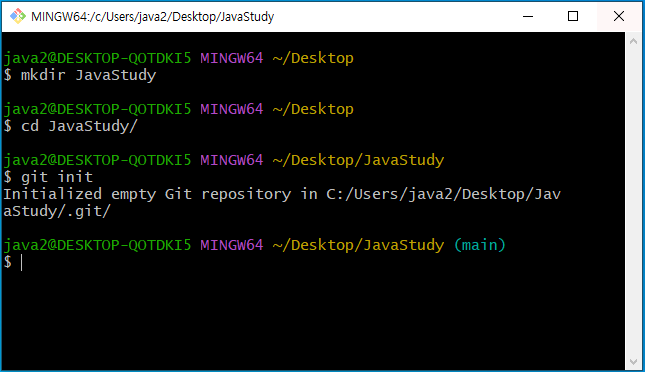 MINGW64:/c/Users/java2/Desktop/JavaStudy
java2@DESKTOP-QOTDKI5 MINGW64 ~/Desktop
$ mkdir JavaStudy
java2@DESKTOP-QOTDKI5 MINGW64 ~/Desktop
$ cd JavaStudy/
java2@DESKTOP-QOTDKI5 MINGW64 ~/Desktop/JavaStudy
$ git init
Initialized empty Git repository in C:/Users/java2/Desktop/Jav
aStudy/.git/
java2@DESKTOP-QOTDKI5 MINGW64 ~/Desktop/JavaStudy (main)
$